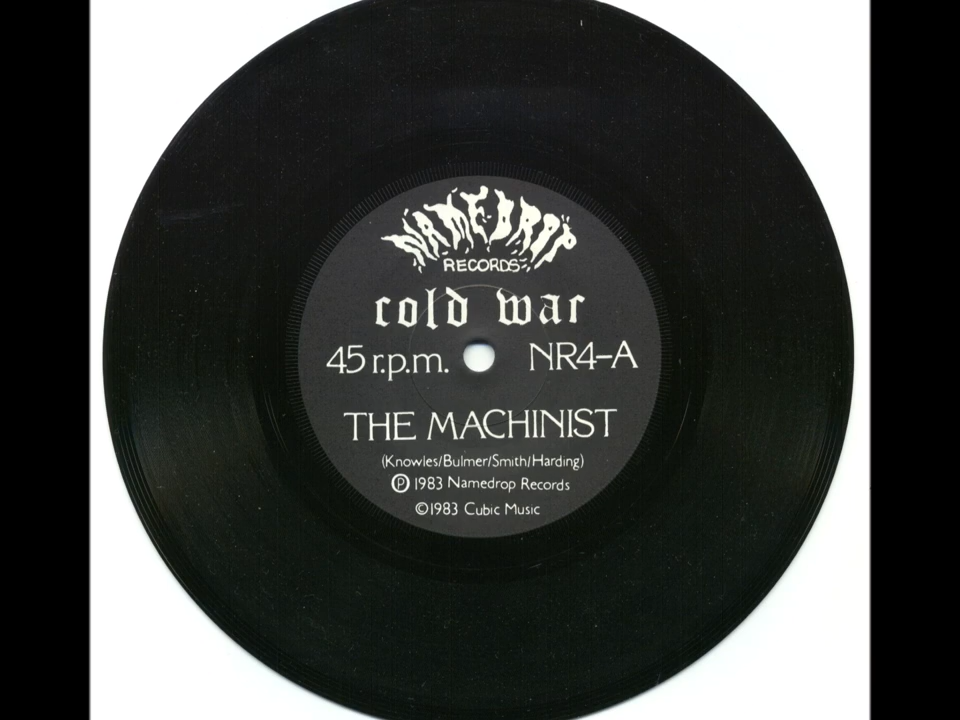 NAMEDROP
RECORDS
cold war
45 r.p.m. NR4-A
THE MACHINIST
(Knowles/Bulmer/Smith/Harding)
Ⓟ 1983 Namedrop Records
©1983 Cubic Music